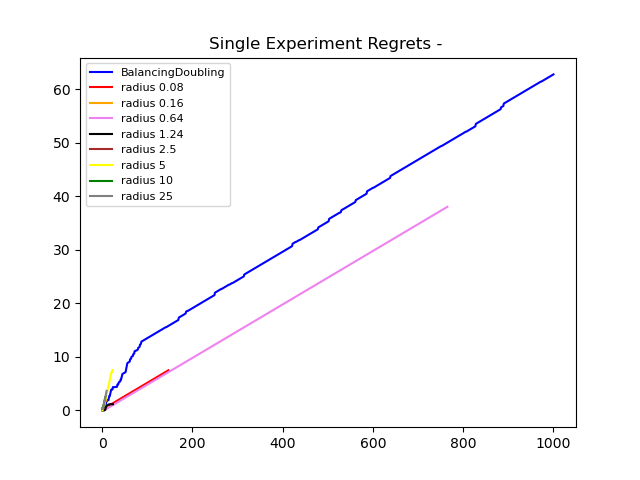 Single Experiment Regrets -
BalancingDoubling
radius 0.08
radius 0.16
radius 0.64
radius 1.24
radius 2.5
radius 5
radius 10
radius 25
60
50
40
30
20
10
0
0 200 400 600 800 1000